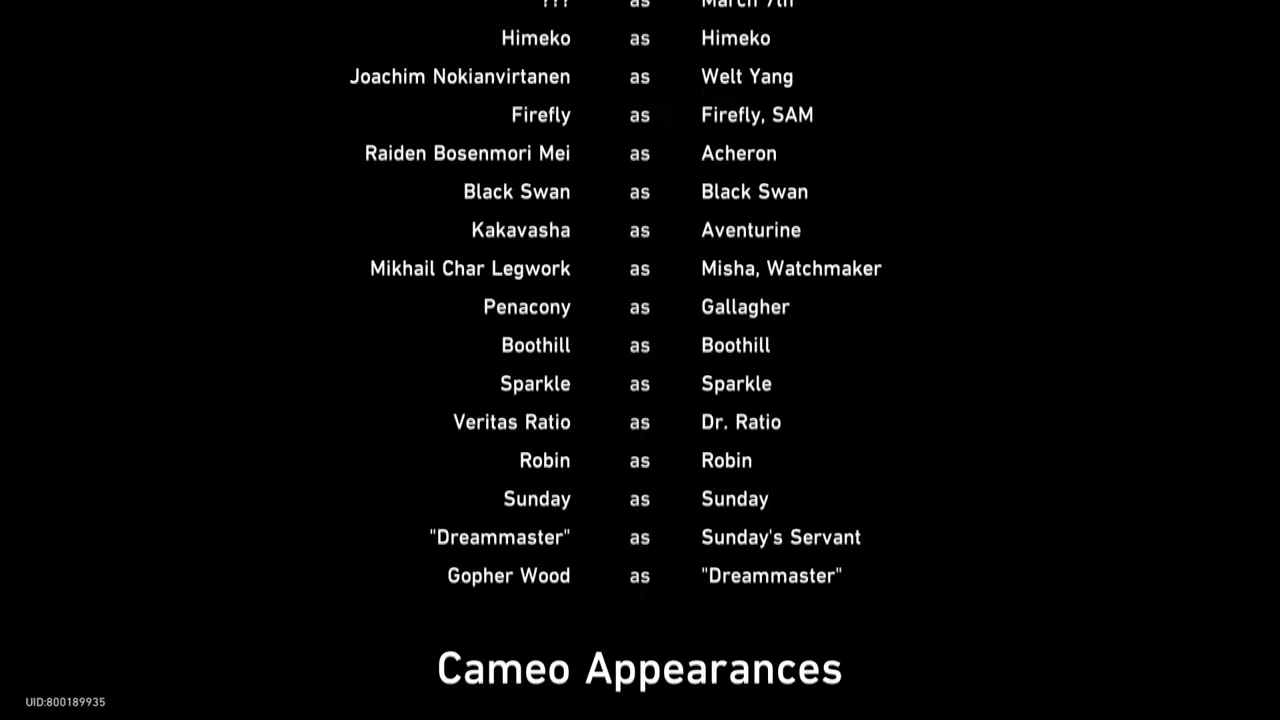 ??? as March 7th
Himeko as Himeko
Joachim Nokianvirtanen as Welt Yang
Firefly as Firefly, SAM
Raiden Bosenmori Mei as Acheron
Black Swan as Black Swan
Kakavasha as Aventurine
Mikhail Char Legwork as Misha, Watchmaker
Penacony as Gallagher
Boothill as Boothill
Sparkle as Sparkle
Veritas Ratio as Dr. Ratio
Robin as Robin
Sunday as Sunday
"Dreammaster" as Sunday's Servant
Gopher Wood as "Dreammaster"
Cameo Appearances
UID:800189935